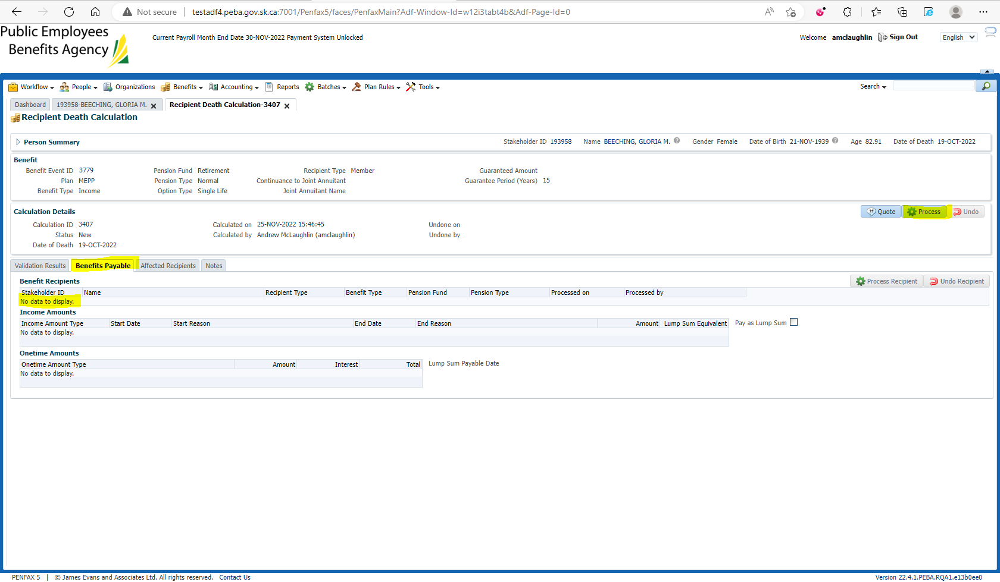 Not secure | testadf4.peba.gov.sk.ca:7001/Penfax5/faces/PenfaxMain?Adf-Window-Id=w12i3tabt4b&Adf-Page-Id=0
Public Employees
Benefits Agency
Current Payroll Month End Date 30-NOV-2022 Payment System Unlocked
Welcome amclaughlin Sign Out English
Workflow People Organizations Benefits Accounting Reports Batches Plan Rules Tools Search
Dashboard 193958-BEECHING, GLORIA M. Recipient Death Calculation-3407
Recipient Death Calculation
Person Summary Stakeholder ID 193958 Name BEECHING, GLORIA M. Gender Female Date of Birth 21-NOV-1939 Age 82.91 Date of Death 19-OCT-2022
Benefit
Benefit Event ID 3779 Pension Fund Retirement Recipient Type Member Guaranteed Amount
Plan MEPP Pension Type Normal Continuance to Joint Annuitant Guarantee Period (Years) 15
Benefit Type Income Option Type Single Life Joint Annuitant Name
Calculation Details Quote Process Undo
Calculation ID 3407 Calculated on 25-NOV-2022 15:46:45 Undone on
Status New Calculated by Andrew McLaughlin (amclaughlin) Undone by
Date of Death 19-OCT-2022
Validation Results Benefits Payable Affected Recipients Notes
Benefit Recipients Process Recipient Undo Recipient
Stakeholder ID Name Recipient Type Benefit Type Pension Fund Pension Type Processed on Processed by
No data to display.
Income Amounts
Income Amount Type Start Date Start Reason End Date End Reason Amount Lump Sum Equivalent Pay as Lump Sum
No data to display.
Onetime Amounts
Onetime Amount Type Amount Interest Total Lump Sum Payable Date
No data to display.
PENFAX 5 | © James Evans and Associates Ltd. All rights reserved. Contact Us Version 22.4.1.PEBA.RQA1.e13b0ee0